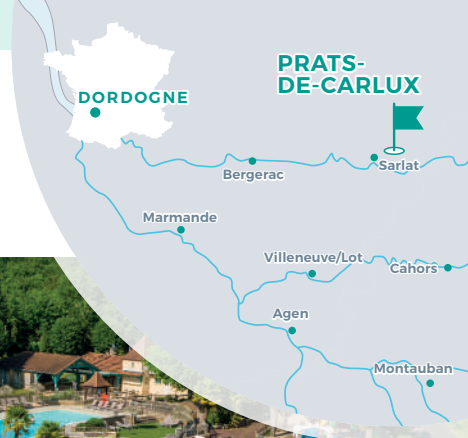 PRATS-
DE-CARLUX
DORDOGNE
Sarlat
Bergerac
Marmande
Villeneuve/Lot
Cahors
Agen
Montauban